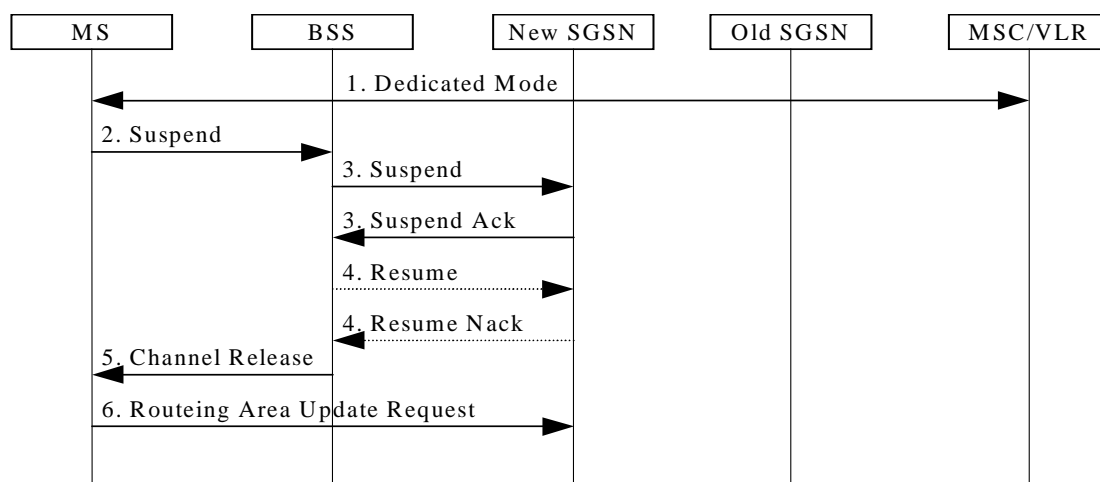 MS
BSS
New SGSN
Old SGSN
MSC/VLR
1. Dedicated Mode
2. Suspend
3. Suspend
3. Suspend Ack
4. Resume
4. Resume Nack
5. Channel Release
6. Routeing Area Update Request